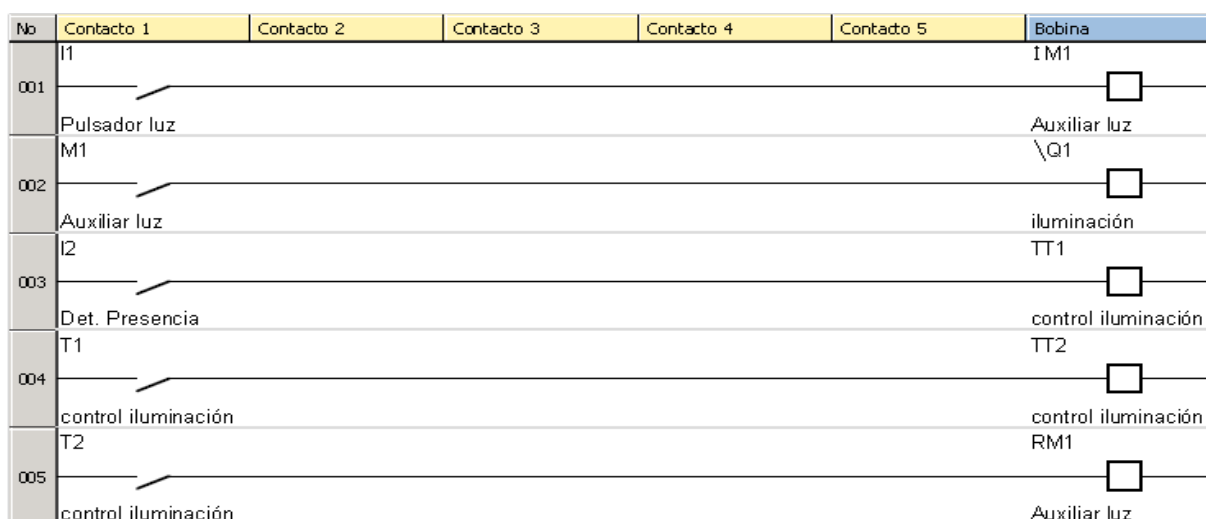 No Contacto 1 Contacto 2 Contacto 3 Contacto 4 Contacto 5 Bobina
I1 IM1
001
Pulsador luz Auxiliar luz
M1 \Q1
002
Auxiliar luz iluminación
I2 TT1
003
Det. Presencia control iluminación
T1 TT2
004
control iluminación control iluminación
T2 RM1
005
control iluminación Auxiliar luz